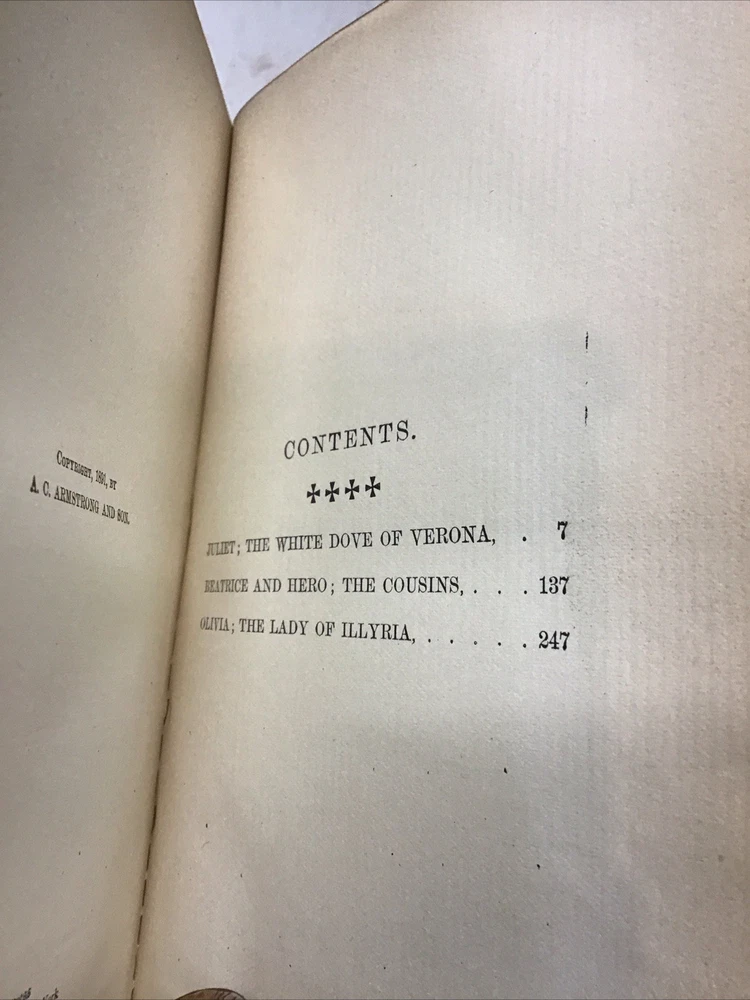 COPYRIGHT, 1891, BY
A. C. ARMSTRONG AND SON.
CONTENTS.
✠✠✠✠
JULIET; THE WHITE DOVE OF VERONA, . 7
BEATRICE AND HERO; THE COUSINS, . . . 137
OLIVIA; THE LADY OF ILLYRIA, . . . . . 247